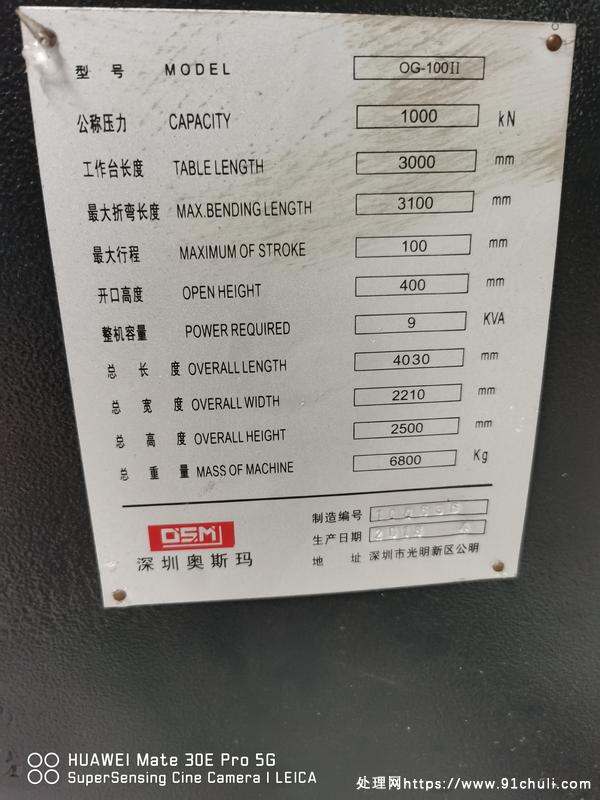 型号 MODEL OG-100II
公称压力 CAPACITY 1000 kN
工作台长度 TABLE LENGTH 3000 mm
最大折弯长度 MAX.BENDING LENGTH 3100 mm
最大行程 MAXIMUM OF STROKE 100 mm
开口高度 OPEN HEIGHT 400 mm
整机容量 POWER REQUIRED 9 KVA
总长度 OVERALL LENGTH 4030 mm
总宽度 OVERALL WIDTH 2210 mm
总高度 OVERALL HEIGHT 2500 mm
总重量 MASS OF MACHINE 6800 Kg
制造编号
生产日期
地址 深圳市光明新区公明
OSM
深圳奥斯玛
HUAWEI Mate 30E Pro 5G
SuperSensing Cine Camera | LEICA
处理网https://www.91chuli.com/